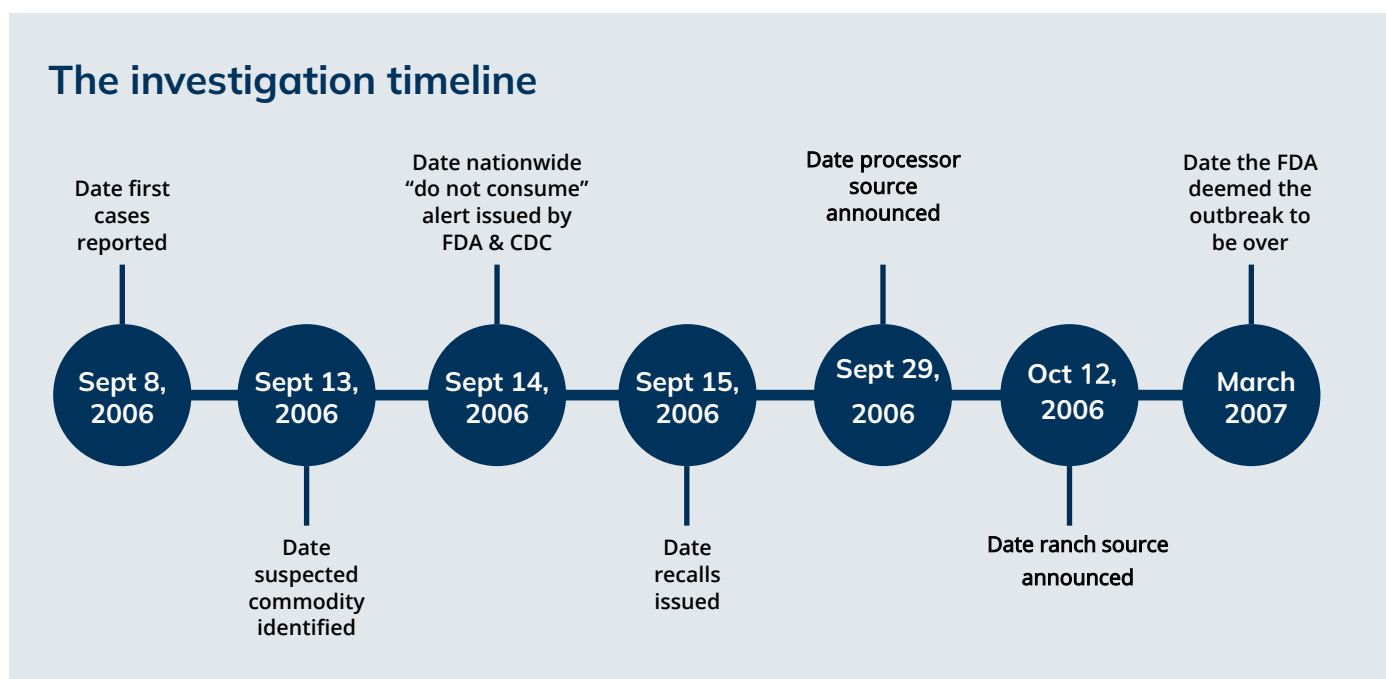 The investigation timeline
Date first
cases
reported
Date nationwide
“do not consume”
alert issued by
FDA & CDC
Date processor
source
announced
Date the FDA
deemed the
outbreak to
be over
Sept 8,
2006
Sept 13,
2006
Sept 14,
2006
Sept 15,
2006
Sept 29,
2006
Oct 12,
2006
March
2007
Date
suspected
commodity
identified
Date
recalls
issued
Date ranch source
announced